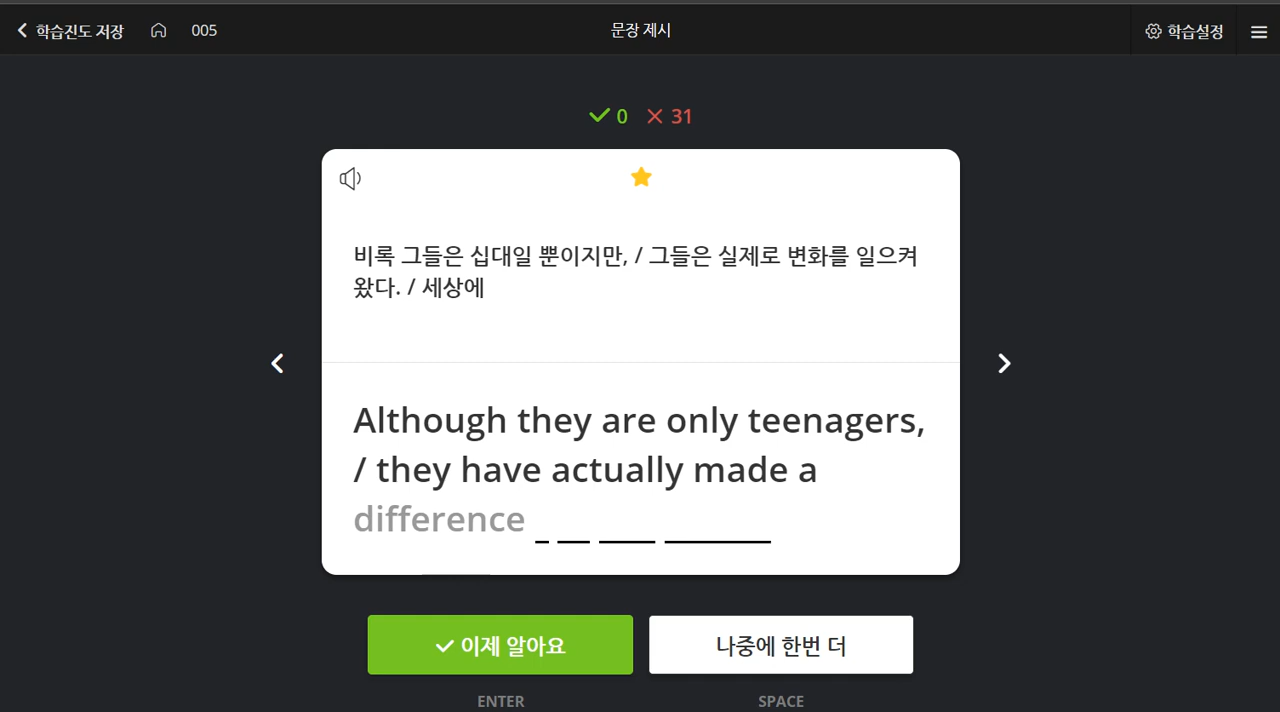 학습진도 저장 005 문장 제시 학습설정
0 31
비록 그들은 십대일 뿐이지만, / 그들은 실제로 변화를 일으켜
왔다. / 세상에
Although they are only teenagers,
/ they have actually made a
difference
이제 알아요 나중에 한번 더
ENTER SPACE